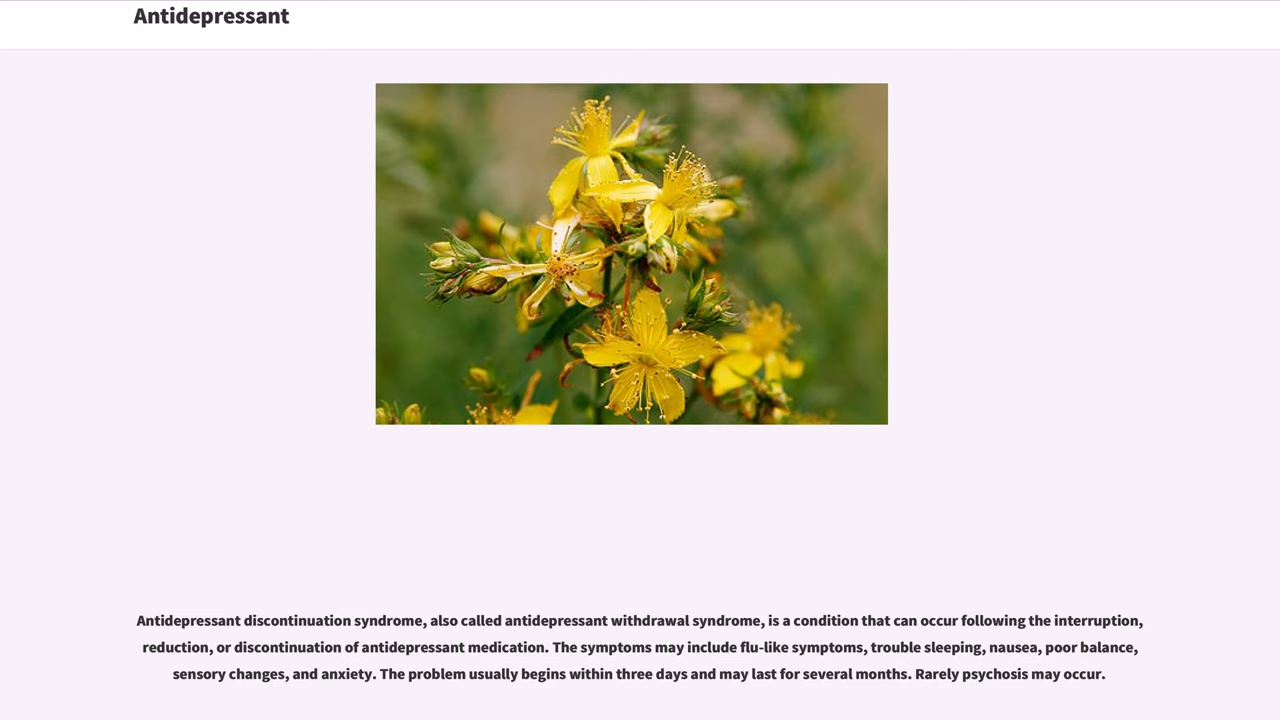 Antidepressant
Antidepressant discontinuation syndrome, also called antidepressant withdrawal syndrome, is a condition that can occur following the interruption,
reduction, or discontinuation of antidepressant medication. The symptoms may include flu-like symptoms, trouble sleeping, nausea, poor balance,
sensory changes, and anxiety. The problem usually begins within three days and may last for several months. Rarely psychosis may occur.